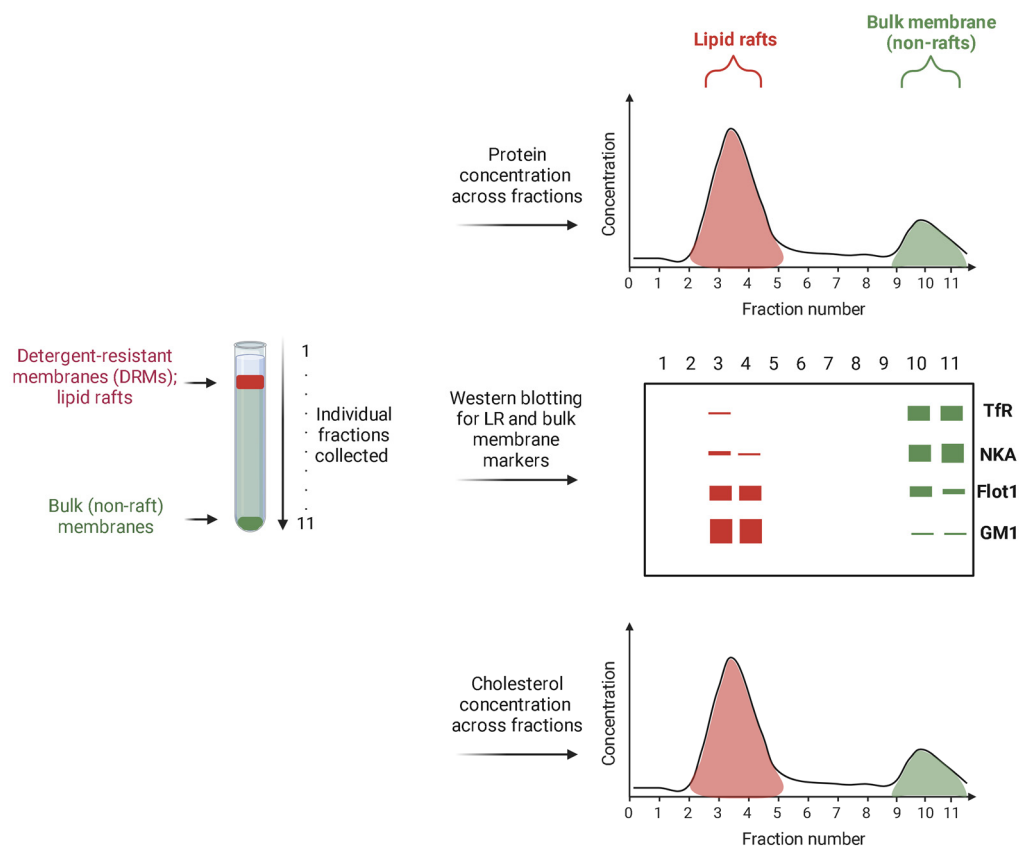 Lipid rafts
Bulk membrane
(non-rafts)
Protein
concentration
across fractions
Concentration
0 1 2 3 4 5 6 7 8 9 10 11
Fraction number
Detergent-resistant
membranes (DRMs);
lipid rafts
Bulk (non-raft)
membranes
1
Individual
fractions
collected
11
Western blotting
for LR and bulk
membrane
markers
1 2 3 4 5 6 7 8 9 10 11
TfR
NKA
Flot1
GM1
Cholesterol
concentration
across fractions
Concentration
0 1 2 3 4 5 6 7 8 9 10 11
Fraction number